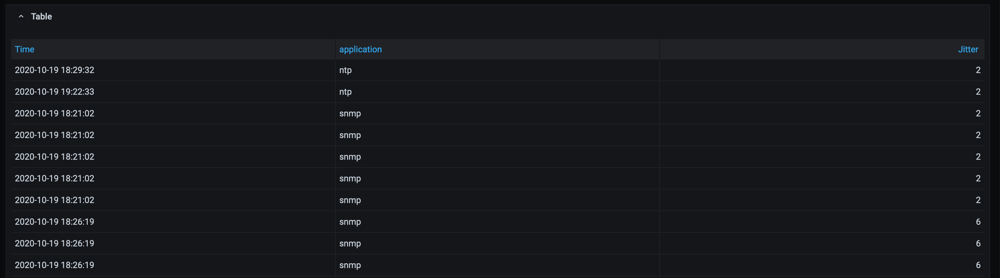 Table
Time application Jitter
2020-10-19 18:29:32 ntp 2
2020-10-19 19:22:33 ntp 2
2020-10-19 18:21:02 snmp 2
2020-10-19 18:21:02 snmp 2
2020-10-19 18:21:02 snmp 2
2020-10-19 18:21:02 snmp 2
2020-10-19 18:21:02 snmp 2
2020-10-19 18:26:19 snmp 6
2020-10-19 18:26:19 snmp 6
2020-10-19 18:26:19 snmp 6